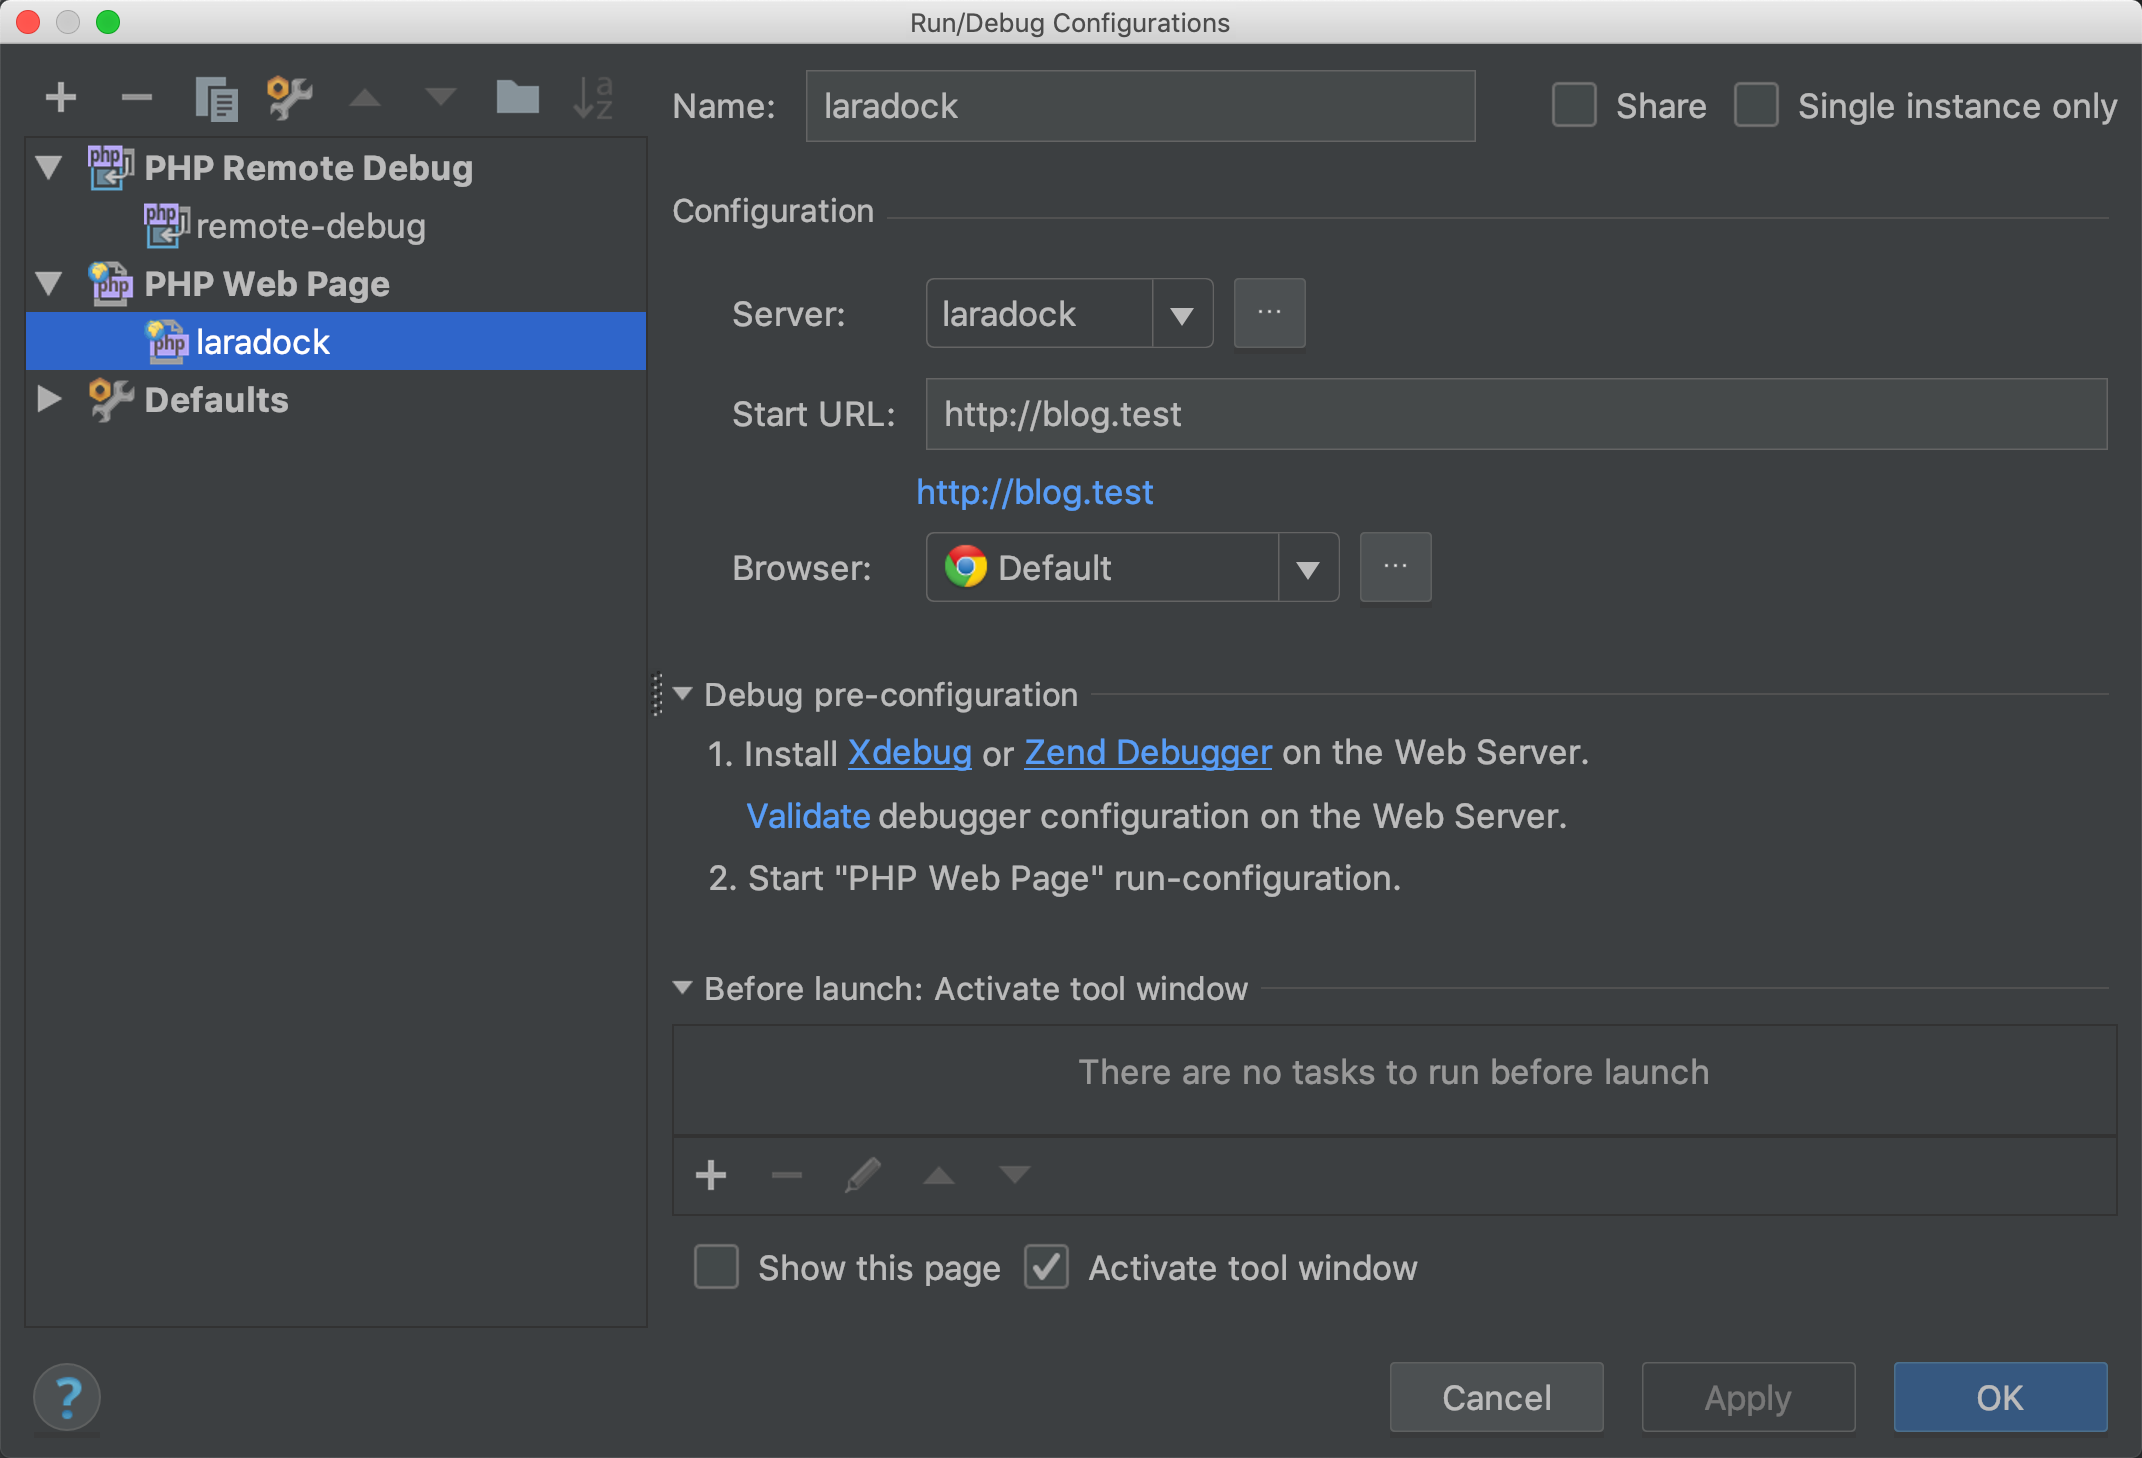 Run/Debug Configurations
a
z
Name: laradock
Share
Single instance only
php PHP Remote Debug
php remote-debug
php PHP Web Page
php laradock
Defaults
Configuration
Server: laradock ...
Start URL: http://blog.test
http://blog.test
Browser: Default ...
Debug pre-configuration
1. Install Xdebug or Zend Debugger on the Web Server.
Validate debugger configuration on the Web Server.
2. Start "PHP Web Page" run-configuration.
Before launch: Activate tool window
There are no tasks to run before launch
Show this page
Activate tool window
?
Cancel
Apply
OK